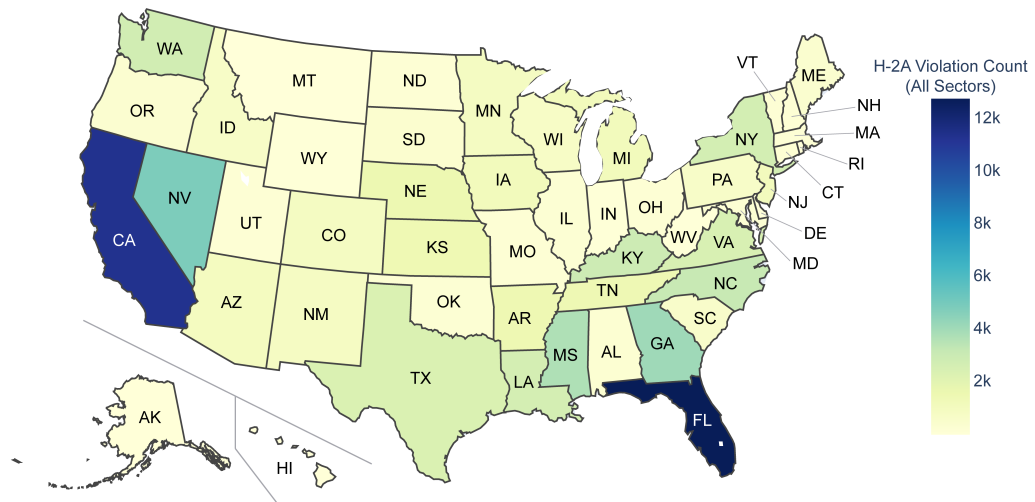 WA
MT
ND
MN
VT
ME
H-2A Violation Count
(All Sectors)
OR
ID
SD
WI
MI
NY
NH
MA
12k
WY
IA
PA
RI
10k
NV
NE
IL
IN
OH
NJ
CT
CA
UT
CO
KS
MO
WV
VA
DE
8k
KY
MD
6k
AZ
NM
OK
AR
TN
NC
SC
4k
TX
LA
MS
AL
GA
2k
AK
FL
HI